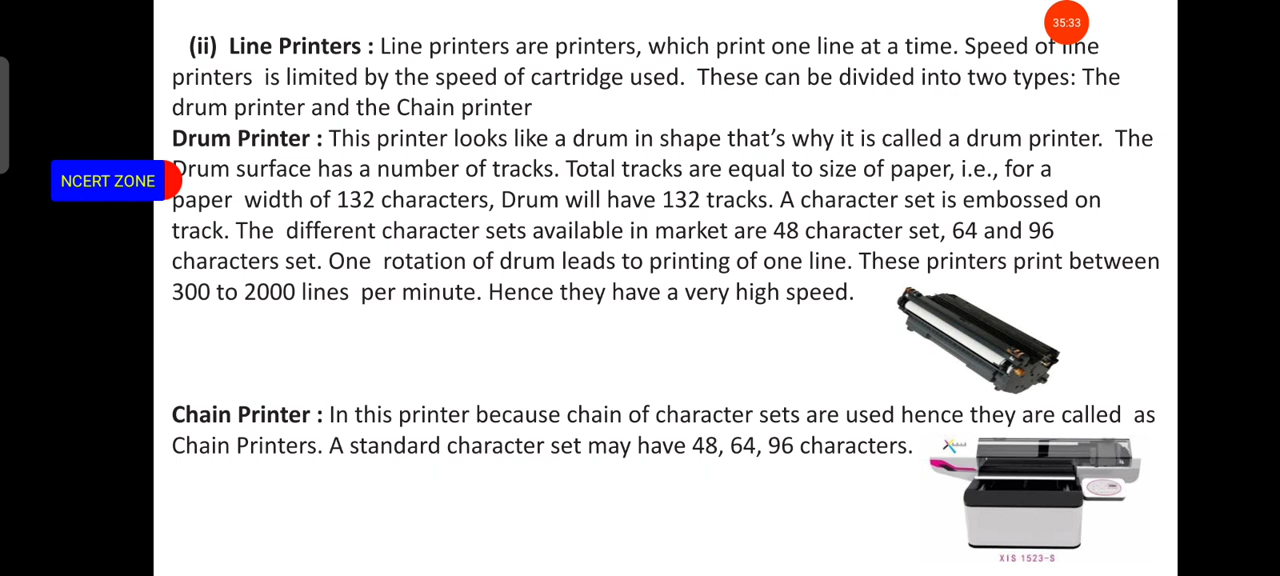 35:33
(ii) Line Printers : Line printers are printers, which print one line at a time. Speed of line
printers is limited by the speed of cartridge used. These can be divided into two types: The
drum printer and the Chain printer
Drum Printer : This printer looks like a drum in shape that's why it is called a drum printer. The
Drum surface has a number of tracks. Total tracks are equal to size of paper, i.e., for a
NCERT ZONE
paper width of 132 characters, Drum will have 132 tracks. A character set is embossed on
track. The different character sets available in market are 48 character set, 64 and 96
characters set. One rotation of drum leads to printing of one line. These printers print between
300 to 2000 lines per minute. Hence they have a very high speed.
Chain Printer : In this printer because chain of character sets are used hence they are called as
Chain Printers. A standard character set may have 48, 64, 96 characters.
XIS 1523-S